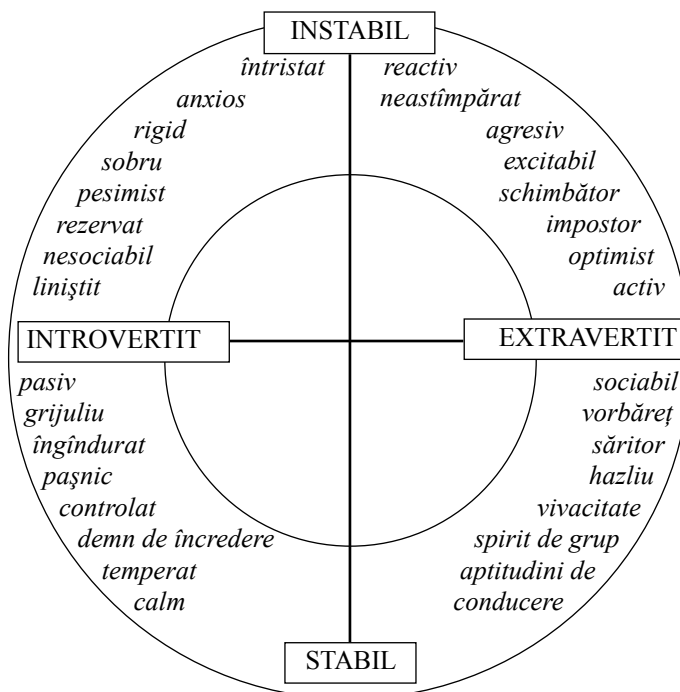 INSTABIL
întristat
anxios
rigid
sobru
pesimist
rezervat
nesociabil
liniştit
reactiv
neastîmpărat
agresiv
excitabil
schimbător
impostor
optimist
activ
INTROVERTIT
EXTRAVERTIT
pasiv
grijuliu
îngîndurat
paşnic
controlat
demn de încredere
temperat
calm
sociabil
vorbăreţ
săritor
hazliu
vivacitate
spirit de grup
aptitudini de
conducere
STABIL